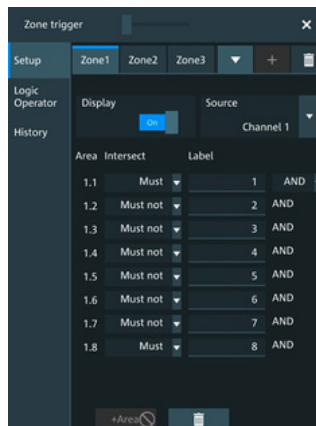 Zone trigger
Setup
Zone1 Zone2 Zone3
Logic
Operator
History
Display Source
On
Channel 1
Area Intersect Label
1.1 Must 1 AND
1.2 Must not 2 AND
1.3 Must not 3 AND
1.4 Must not 4 AND
1.5 Must not 5 AND
1.6 Must not 6 AND
1.7 Must not 7 AND
1.8 Must 8 AND
+Area